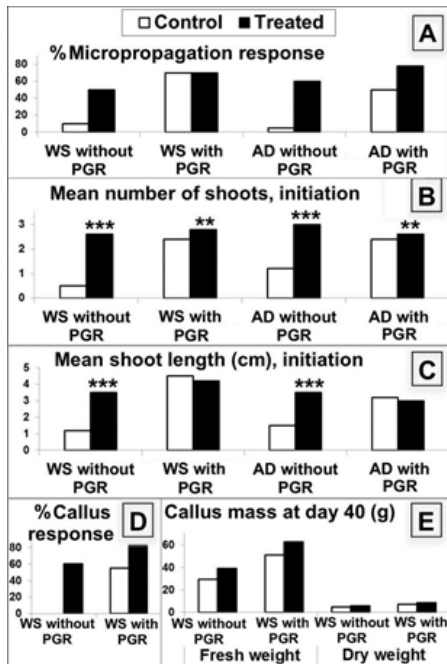 Control Treated
A
% Micropropagation response
80
60
40
20
0
WS without PGR
WS with PGR
AD without PGR
AD with PGR
B
Mean number of shoots, initiation
3
2
1
0
*** ** *** **
WS without PGR
WS with PGR
AD without PGR
AD with PGR
C
Mean shoot length (cm), initiation
5
4
3
2
1
0
*** ***
WS without PGR
WS with PGR
AD without PGR
AD with PGR
D
%Callus response
80
60
40
20
0
WS without PGR
WS with PGR
E
Callus mass at day 40 (g)
60
40
20
0
WS without PGR
WS with PGR
WS without PGR
WS with PGR
Fresh weight Dry weight